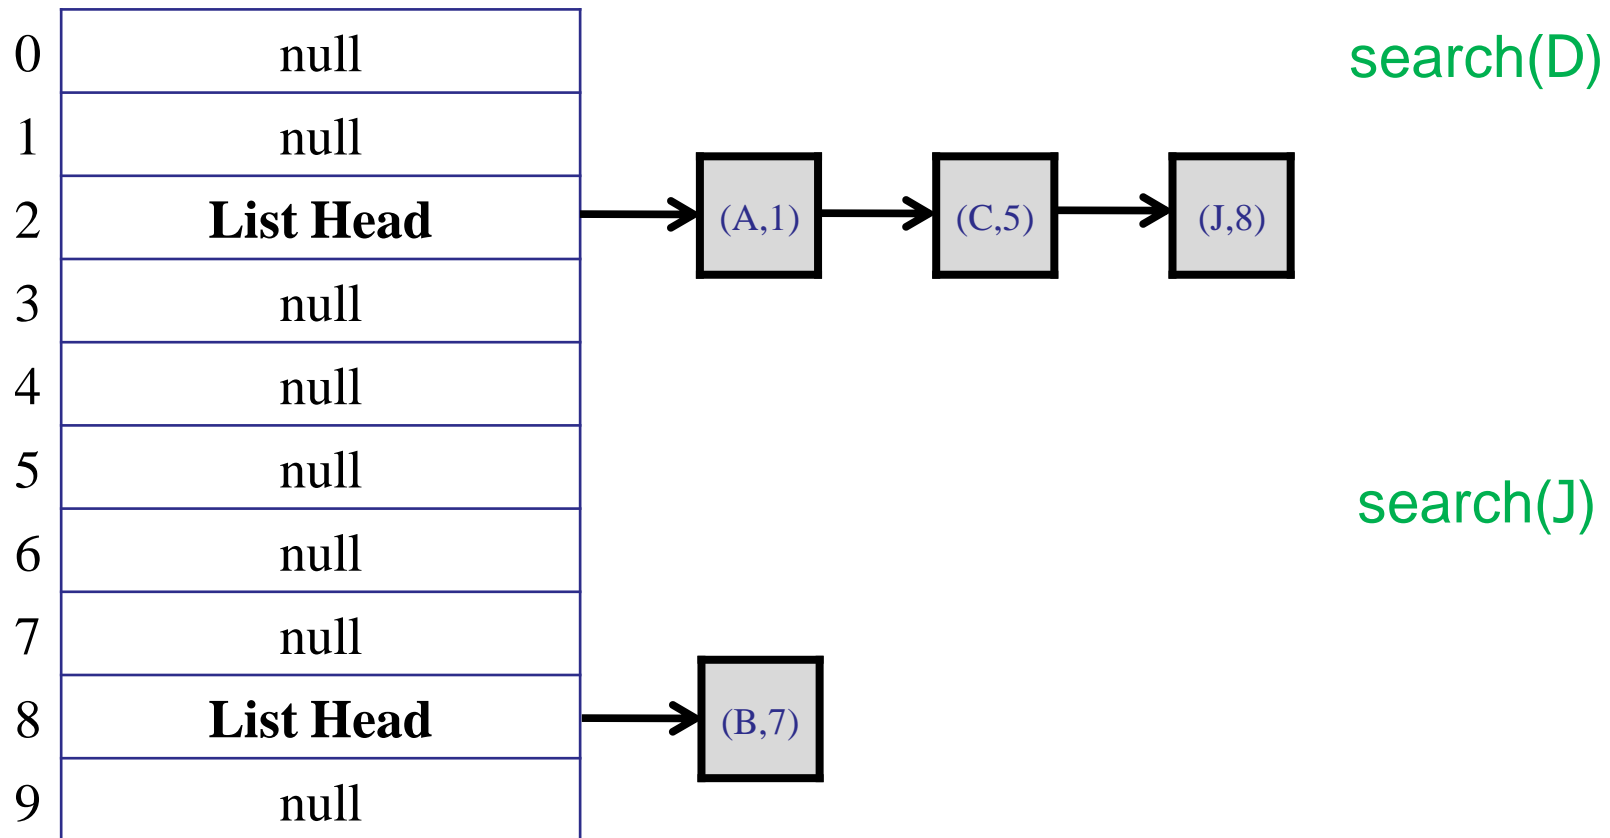 0 null search(D)
1 null
2 List Head (A,1) (C,5) (J,8)
3 null
4 null
5 null search(J)
6 null
7 null
8 List Head (B,7)
9 null